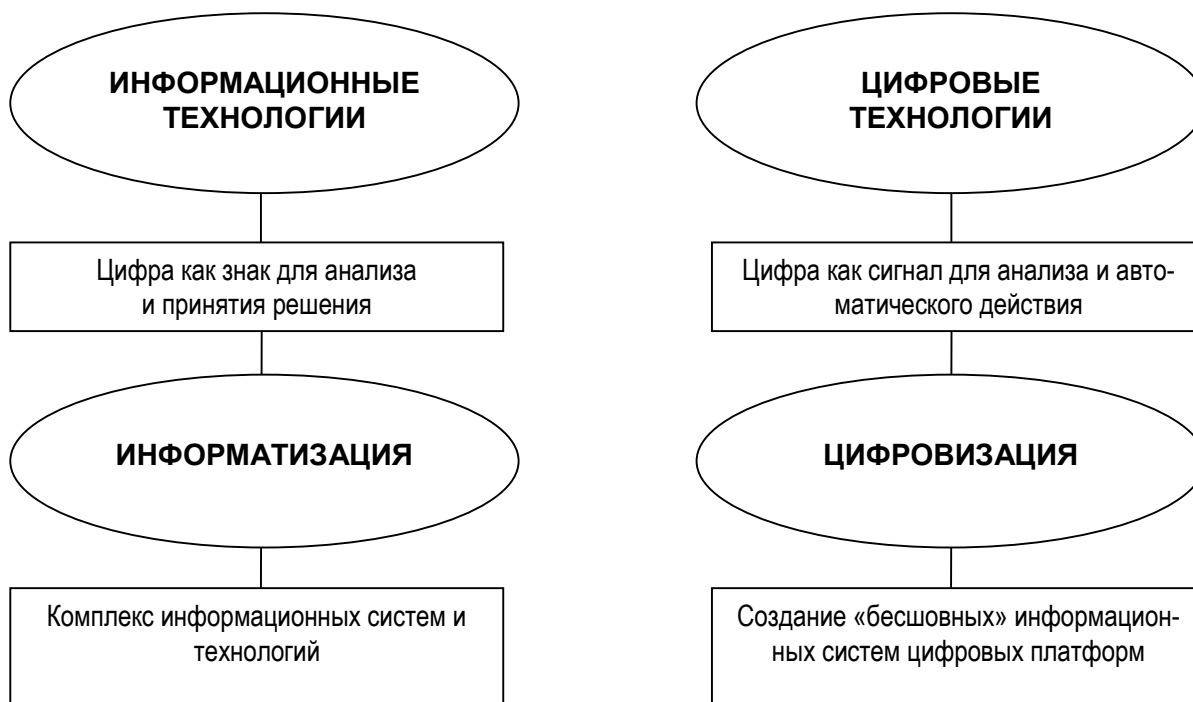 ИНФОРМАЦИОННЫЕ
ТЕХНОЛОГИИ
Цифра как знак для анализа
и принятия решения
ИНФОРМАТИЗАЦИЯ
Комплекс информационных систем и
технологий
ЦИФРОВЫЕ
ТЕХНОЛОГИИ
Цифра как сигнал для анализа и авто-
матического действия
ЦИФРОВИЗАЦИЯ
Создание «бесшовных» информацион-
ных систем цифровых платформ